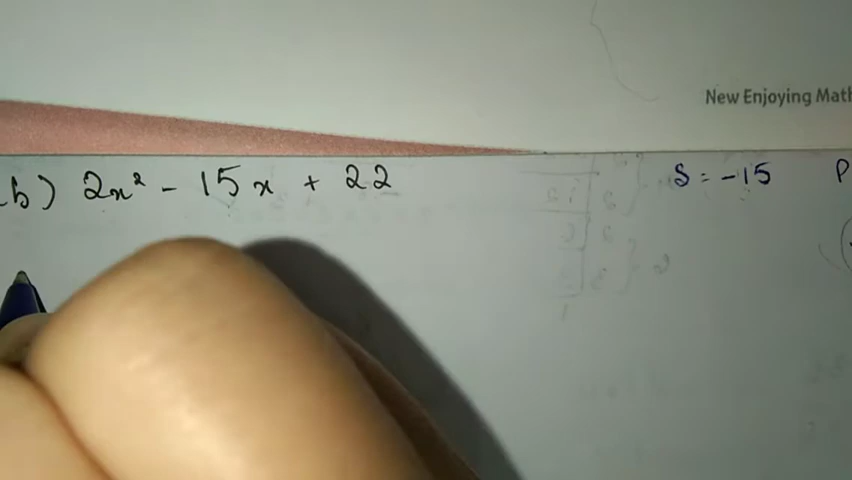 New Enjoying Math
b) 2x² - 15x + 22 S = -15 P